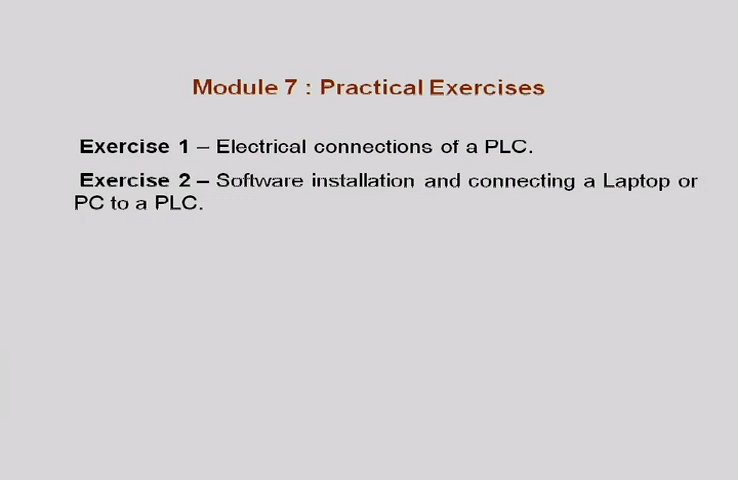 Module 7 : Practical Exercises
Exercise 1 – Electrical connections of a PLC.
Exercise 2 – Software installation and connecting a Laptop or
PC to a PLC.